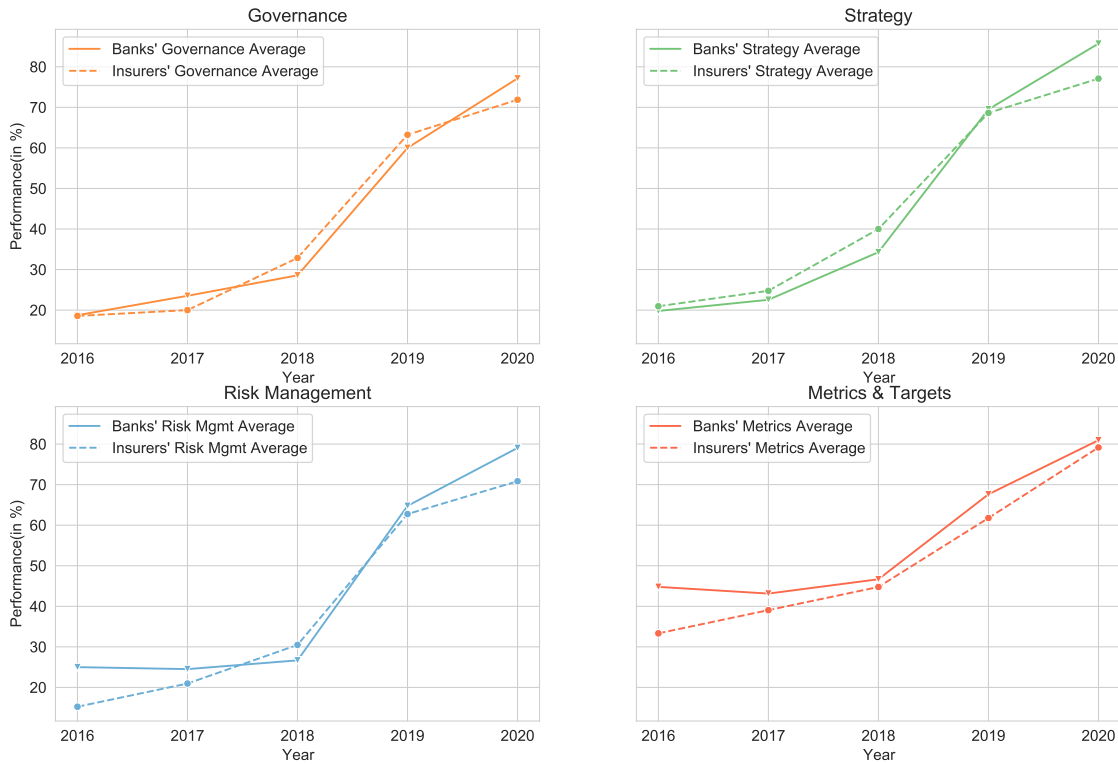 Governance
Banks' Governance Average
Insurers' Governance Average
Performance(in %)
80
70
60
50
40
30
20
2016 2017 2018 2019 2020
Year
Strategy
Banks' Strategy Average
Insurers' Strategy Average
2016 2017 2018 2019 2020
Year
Risk Management
Banks' Risk Mgmt Average
Insurers' Risk Mgmt Average
Performance(in %)
80
70
60
50
40
30
20
2016 2017 2018 2019 2020
Year
Metrics & Targets
Banks' Metrics Average
Insurers' Metrics Average
2016 2017 2018 2019 2020
Year